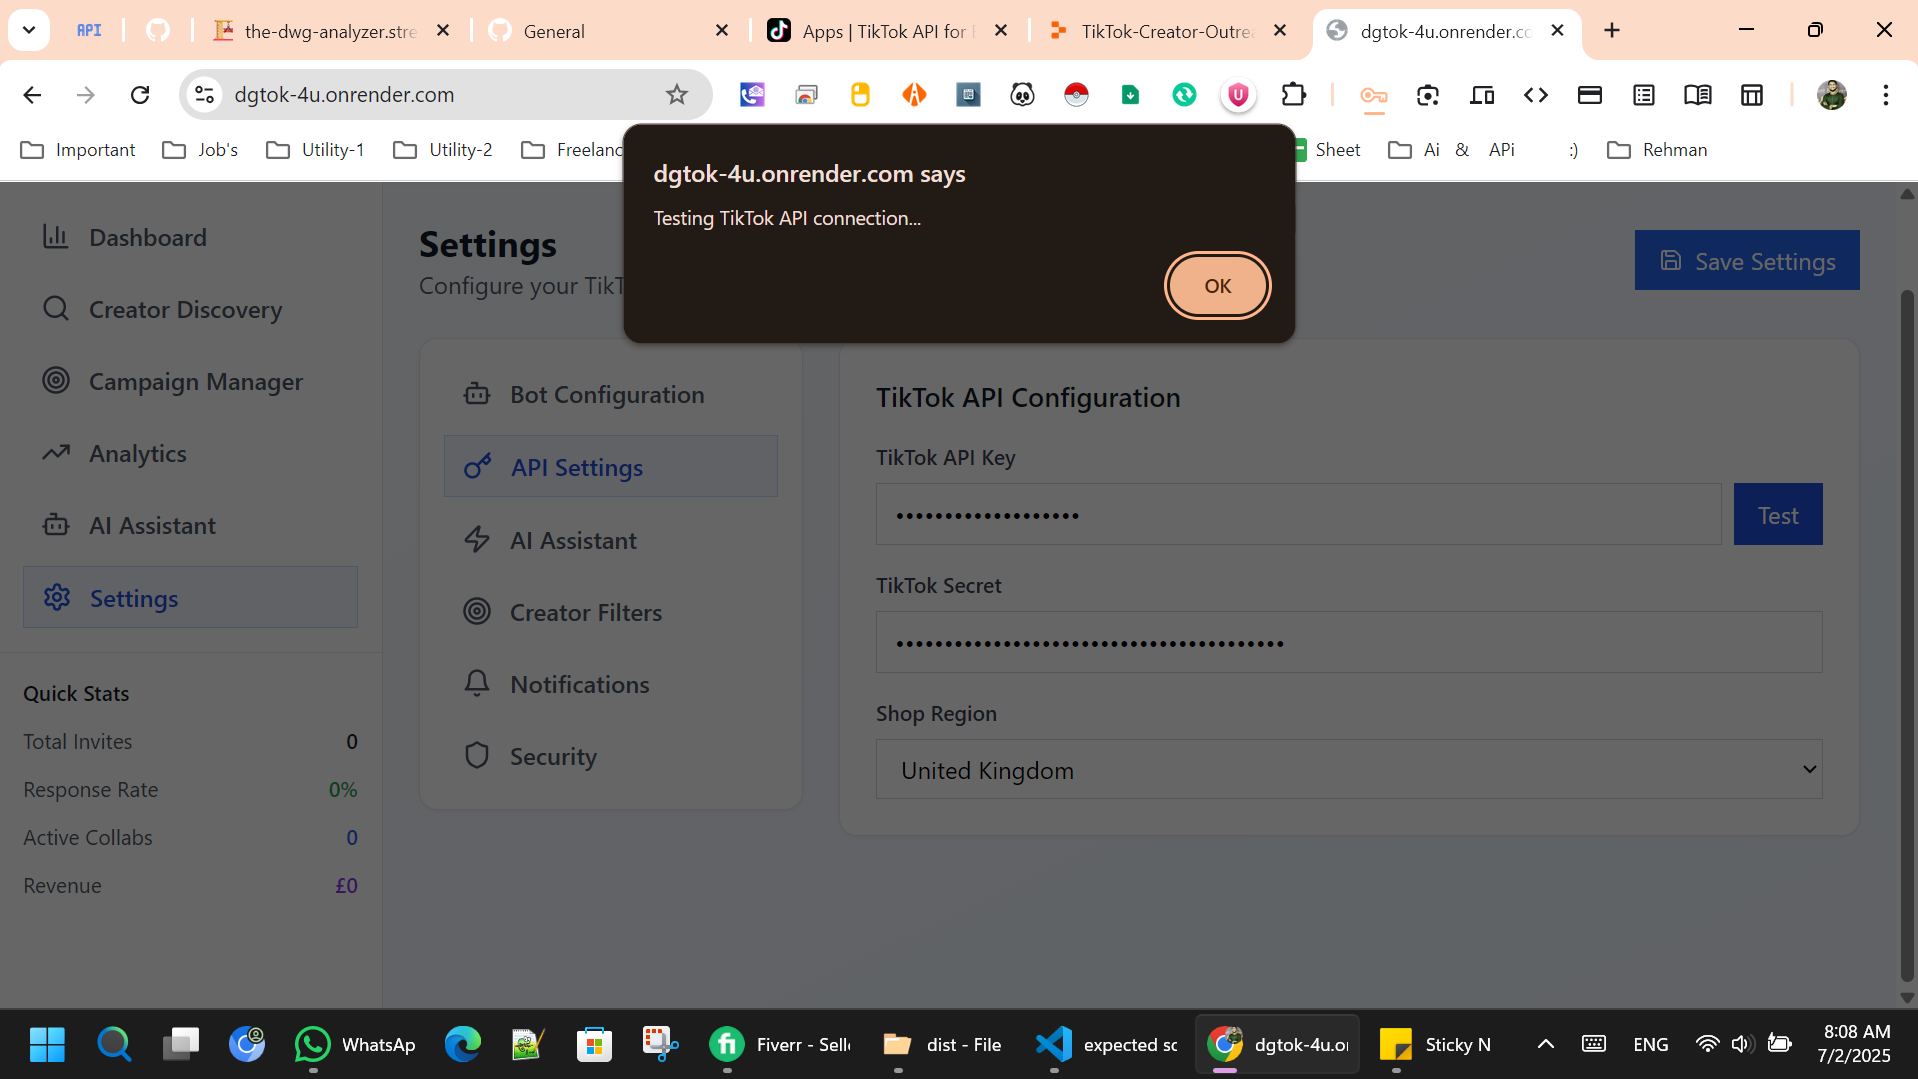 API
the-dwg-analyzer.stre
General
Apps | TikTok API for
TikTok-Creator-Outre
dgtok-4u.onrender.co
dgtok-4u.onrender.com
Important
Job's
Utility-1
Utility-2
Freelanc
Sheet
Ai & APi :)
Rehman
dgtok-4u.onrender.com says
Testing TikTok API connection...
OK
Dashboard
Creator Discovery
Campaign Manager
Analytics
AI Assistant
Settings
Quick Stats
Total Invites 0
Response Rate 0%
Active Collabs 0
Revenue £0
Settings
Configure your TikT
Save Settings
Bot Configuration
API Settings
AI Assistant
Creator Filters
Notifications
Security
TikTok API Configuration
TikTok API Key
Test
TikTok Secret
Shop Region
United Kingdom
WhatsAp
Fiverr - Sell
dist - File
expected sc
dgtok-4u.o
Sticky N
ENG
8:08 AM
7/2/2025